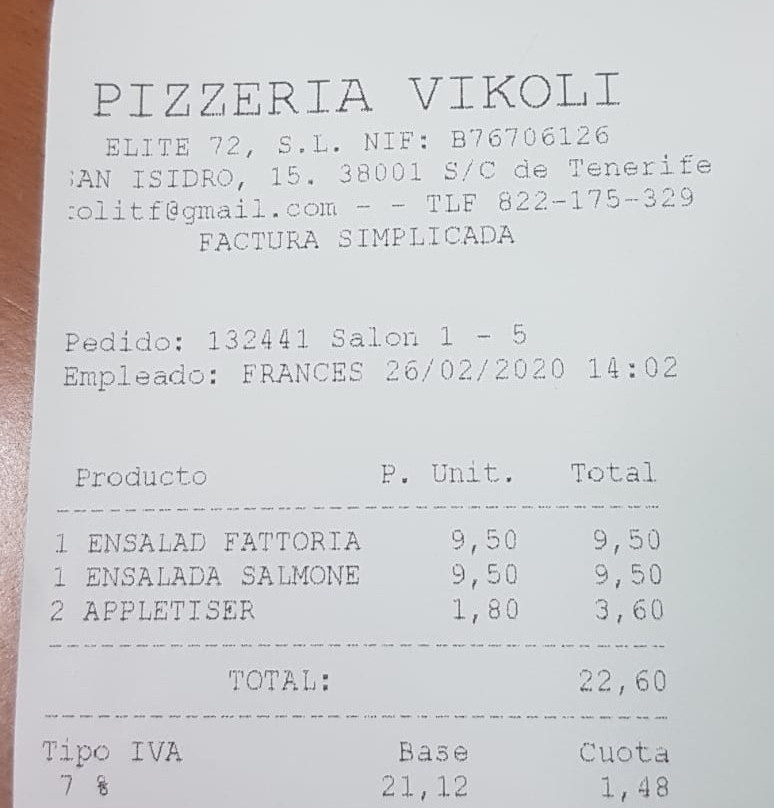 PIZZERIA VIKOLI
ELITE 72, S.L. NIF: B76706126
SAN ISIDRO, 15. 38001 S/C de Tenerife
colitf@gmail.com - - TLF 822-175-329
FACTURA SIMPLICADA
Pedido: 132441 Salon 1 - 5
Empleado: FRANCES 26/02/2020 14:02
Producto P. Unit. Total
1 ENSALAD FATTORIA 9,50 9,50
1 ENSALADA SALMONE 9,50 9,50
2 APPLETISER 1,80 3,60
TOTAL: 22,60
Tipo IVA Base Cuota
7 % 21,12 1,48